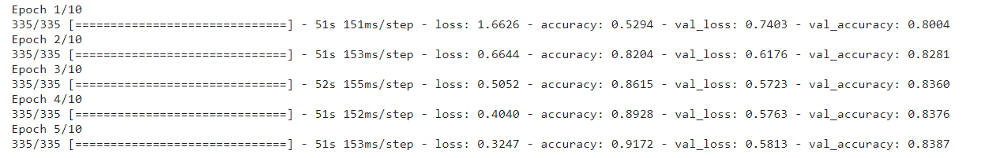 Epoch 1/10
335/335 [==============================] - 51s 151ms/step - loss: 1.6626 - accuracy: 0.5294 - val_loss: 0.7403 - val_accuracy: 0.8004
Epoch 2/10
335/335 [==============================] - 51s 153ms/step - loss: 0.6644 - accuracy: 0.8204 - val_loss: 0.6176 - val_accuracy: 0.8281
Epoch 3/10
335/335 [==============================] - 52s 155ms/step - loss: 0.5052 - accuracy: 0.8615 - val_loss: 0.5723 - val_accuracy: 0.8360
Epoch 4/10
335/335 [==============================] - 51s 152ms/step - loss: 0.4040 - accuracy: 0.8928 - val_loss: 0.5763 - val_accuracy: 0.8376
Epoch 5/10
335/335 [==============================] - 51s 153ms/step - loss: 0.3247 - accuracy: 0.9172 - val_loss: 0.5813 - val_accuracy: 0.8387